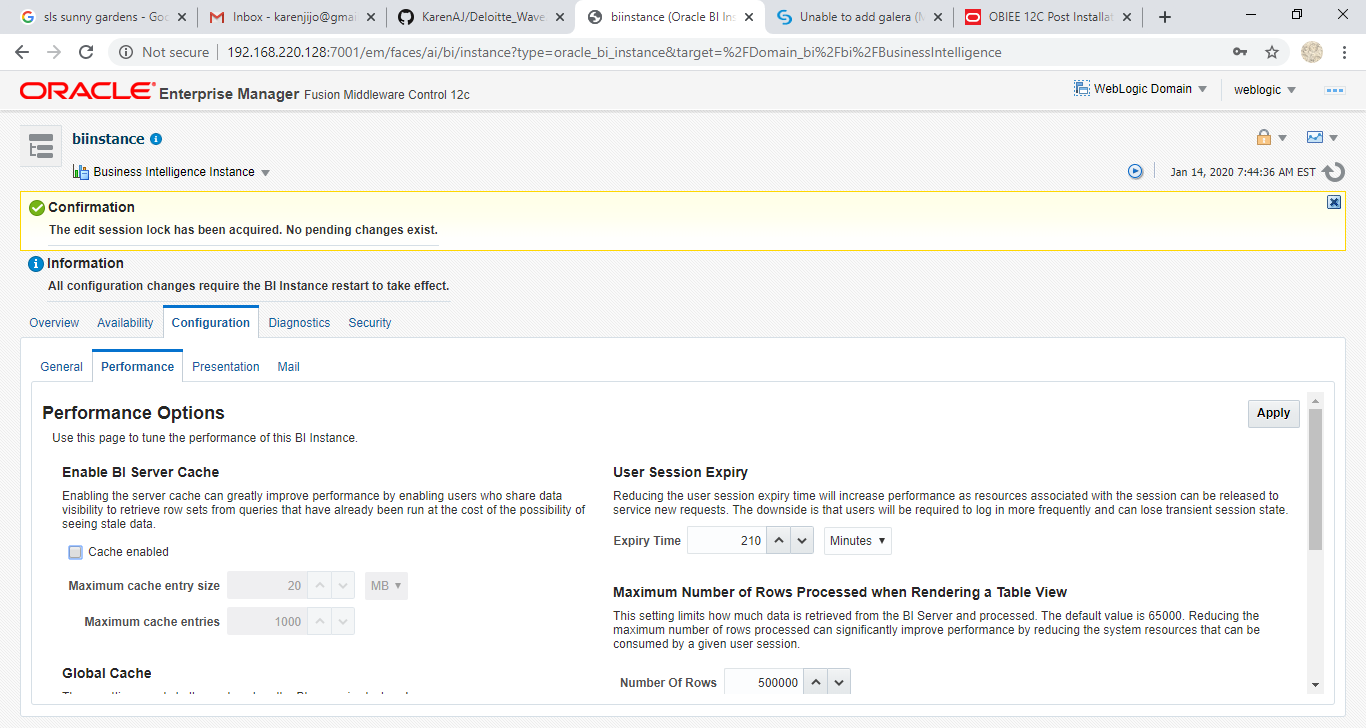 sls sunny gardens - Goo
Inbox - karenjijo@gmai
KarenAJ/Deloitte_Wave
biinstance (Oracle BI Ins
Unable to add galera (M
OBIEE 12C Post Installat
Not secure
192.168.220.128:7001/em/faces/ai/bi/instance?type=oracle_bi_instance&target=%2FDomain_bi%2Fbi%2FBusinessIntelligence
ORACLE Enterprise Manager Fusion Middleware Control 12c
WebLogic Domain
weblogic
biinstance
Business Intelligence Instance
Jan 14, 2020 7:44:36 AM EST
Confirmation
The edit session lock has been acquired. No pending changes exist.
Information
All configuration changes require the BI Instance restart to take effect.
Overview Availability Configuration Diagnostics Security
General Performance Presentation Mail
Performance Options
Apply
Use this page to tune the performance of this BI Instance.
Enable BI Server Cache
Enabling the server cache can greatly improve performance by enabling users who share data
visibility to retrieve row sets from queries that have already been run at the cost of the possibility of
seeing stale data.
Cache enabled
Maximum cache entry size 20 MB
Maximum cache entries 1000
Global Cache
User Session Expiry
Reducing the user session expiry time will increase performance as resources associated with the session can be released to
service new requests. The downside is that users will be required to log in more frequently and can lose transient session state.
Expiry Time 210 Minutes
Maximum Number of Rows Processed when Rendering a Table View
This setting limits how much data is retrieved from the BI Server and processed. The default value is 65000. Reducing the
maximum number of rows processed can significantly improve performance by reducing the system resources that can be
consumed by a given user session.
Number Of Rows 500000